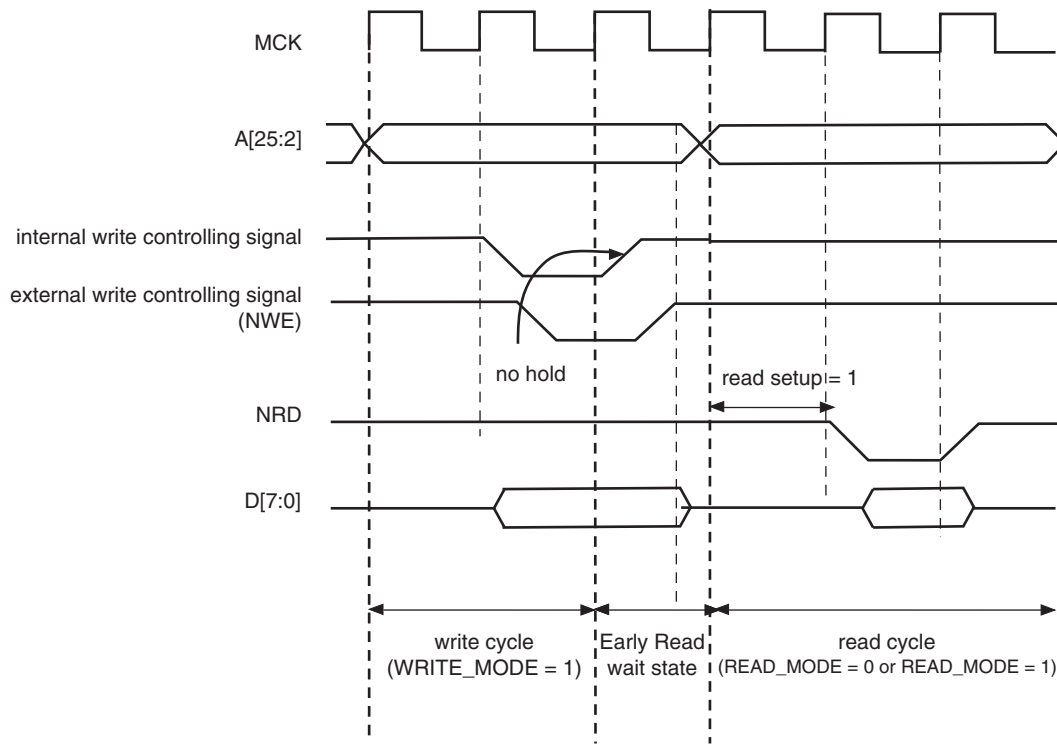 MCK
A[25:2]
internal write controlling signal
external write controlling signal
(NWE)
no hold
read setup = 1
NRD
D[7:0]
write cycle
(WRITE_MODE = 1)
Early Read
wait state
read cycle
(READ_MODE = 0 or READ_MODE = 1)